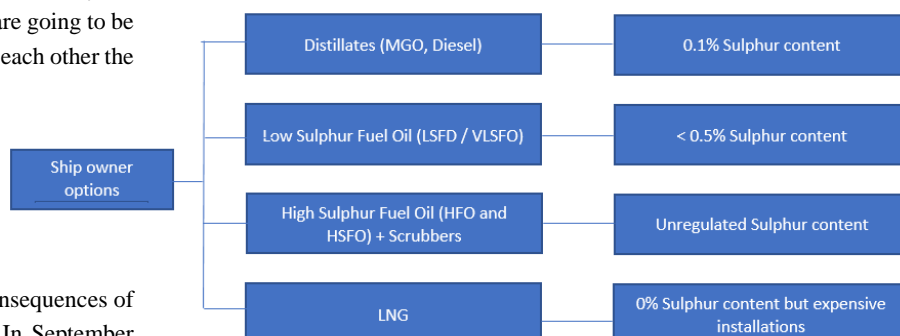 are going to be
each other the
Distillates (MGO, Diesel)
0.1% Sulphur content
Low Sulphur Fuel Oil (LSFD / VLSFO)
< 0.5% Sulphur content
Ship owner
options
High Sulphur Fuel Oil (HFO and
HSFO) + Scrubbers
Unregulated Sulphur content
LNG
0% Sulphur content but expensive
installations
nsequences of
In September